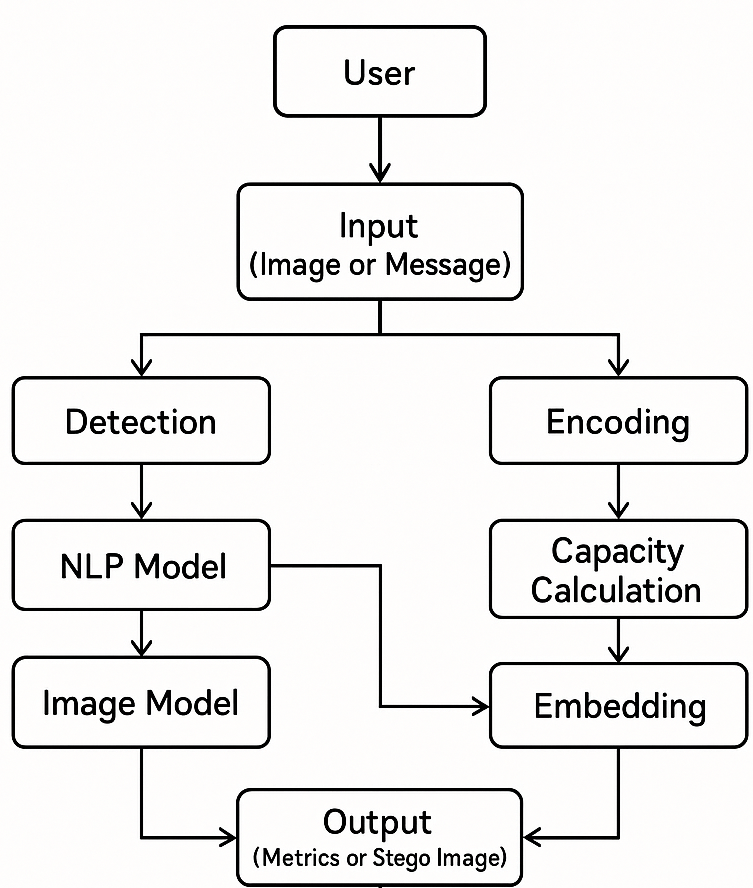 User
Input
(Image or Message)
Detection
Encoding
NLP Model
Capacity
Calculation
Image Model
Embedding
Output
(Metrics or Stego Image)